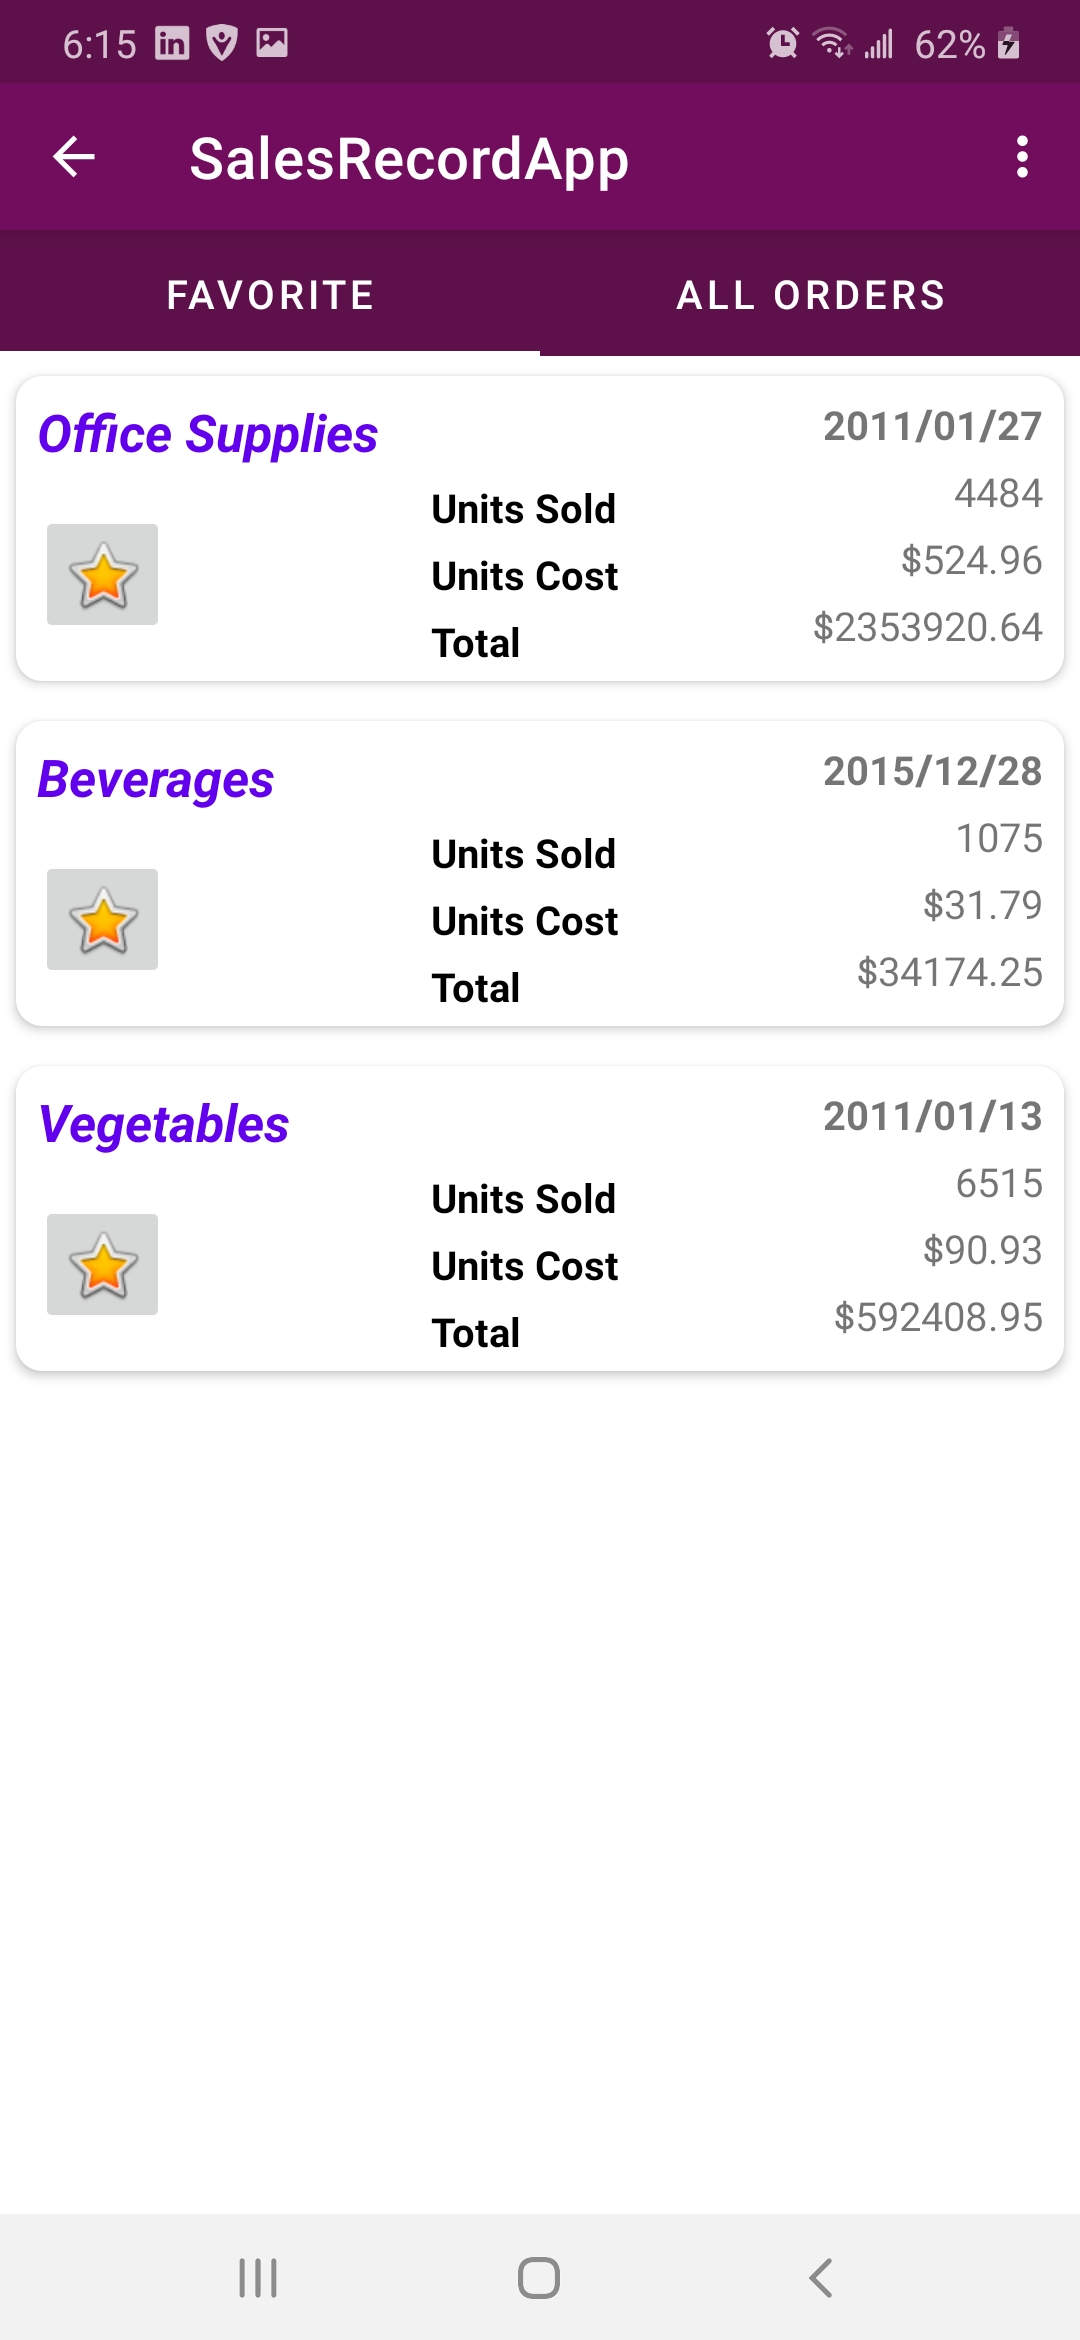 6:15 in 62%
SalesRecordApp
FAVORITE ALL ORDERS
Office Supplies 2011/01/27
Units Sold 4484
Units Cost $524.96
Total $2353920.64
Beverages 2015/12/28
Units Sold 1075
Units Cost $31.79
Total $34174.25
Vegetables 2011/01/13
Units Sold 6515
Units Cost $90.93
Total $592408.95